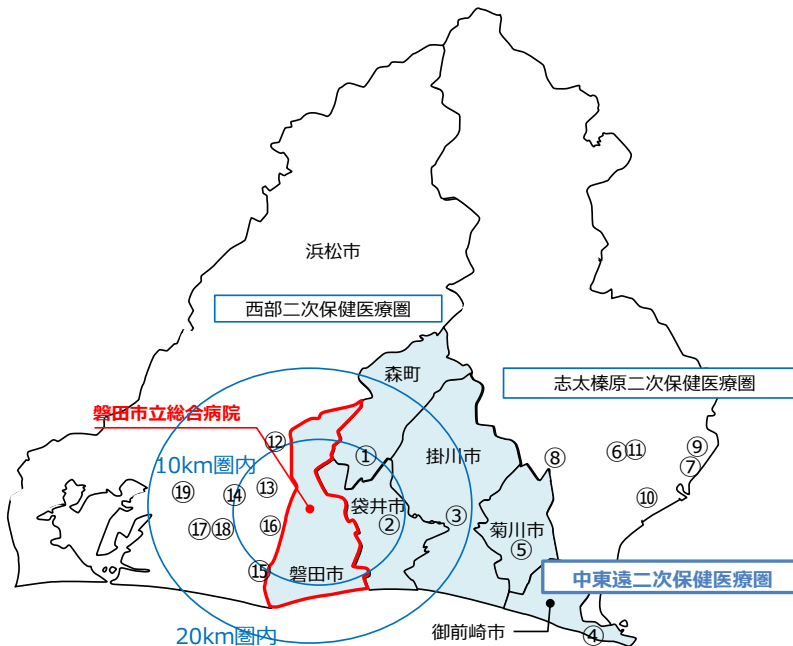 浜松市
西部二次保健医療圏
森町
志太榛原二次保健医療圏
磐田市立総合病院
⑫
①
掛川市
⑧
⑥
⑪
⑨
⑦
10km圏内
⑲
⑭
⑬
袋井市
②
③
⑩
⑰
⑱
⑯
菊川市
⑤
⑮
磐田市
中東遠二次保健医療圏
20km圏内
御前崎市
④